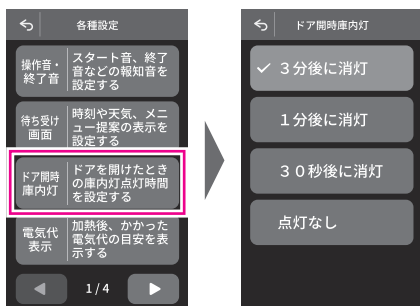 各種設定
操作音・
終了音
スタート音、終了
音などの報知音を
設定する
待ち受け
画面
時刻や天気、メニ
ュー提案の表示を
設定する
ドア開時
庫内灯
ドアを開けたとき
の庫内灯点灯時間
を設定する
電気代
表示
加熱後、かかった
電気代の目安を表
示する
1/4
ドア開時庫内灯
3分後に消灯
1分後に消灯
30秒後に消灯
点灯なし